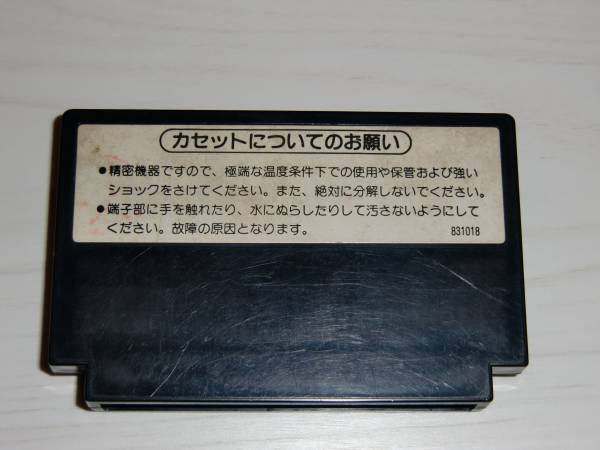 カセットについてのお願い
●精密機器ですので、極端な温度条件下での使用や保管および強い
ショックをさけてください。また、絶対に分解しないでください。
●端子部に手を触れたり、水にぬらしたりして汚さないようにして
ください。故障の原因となります。
831018